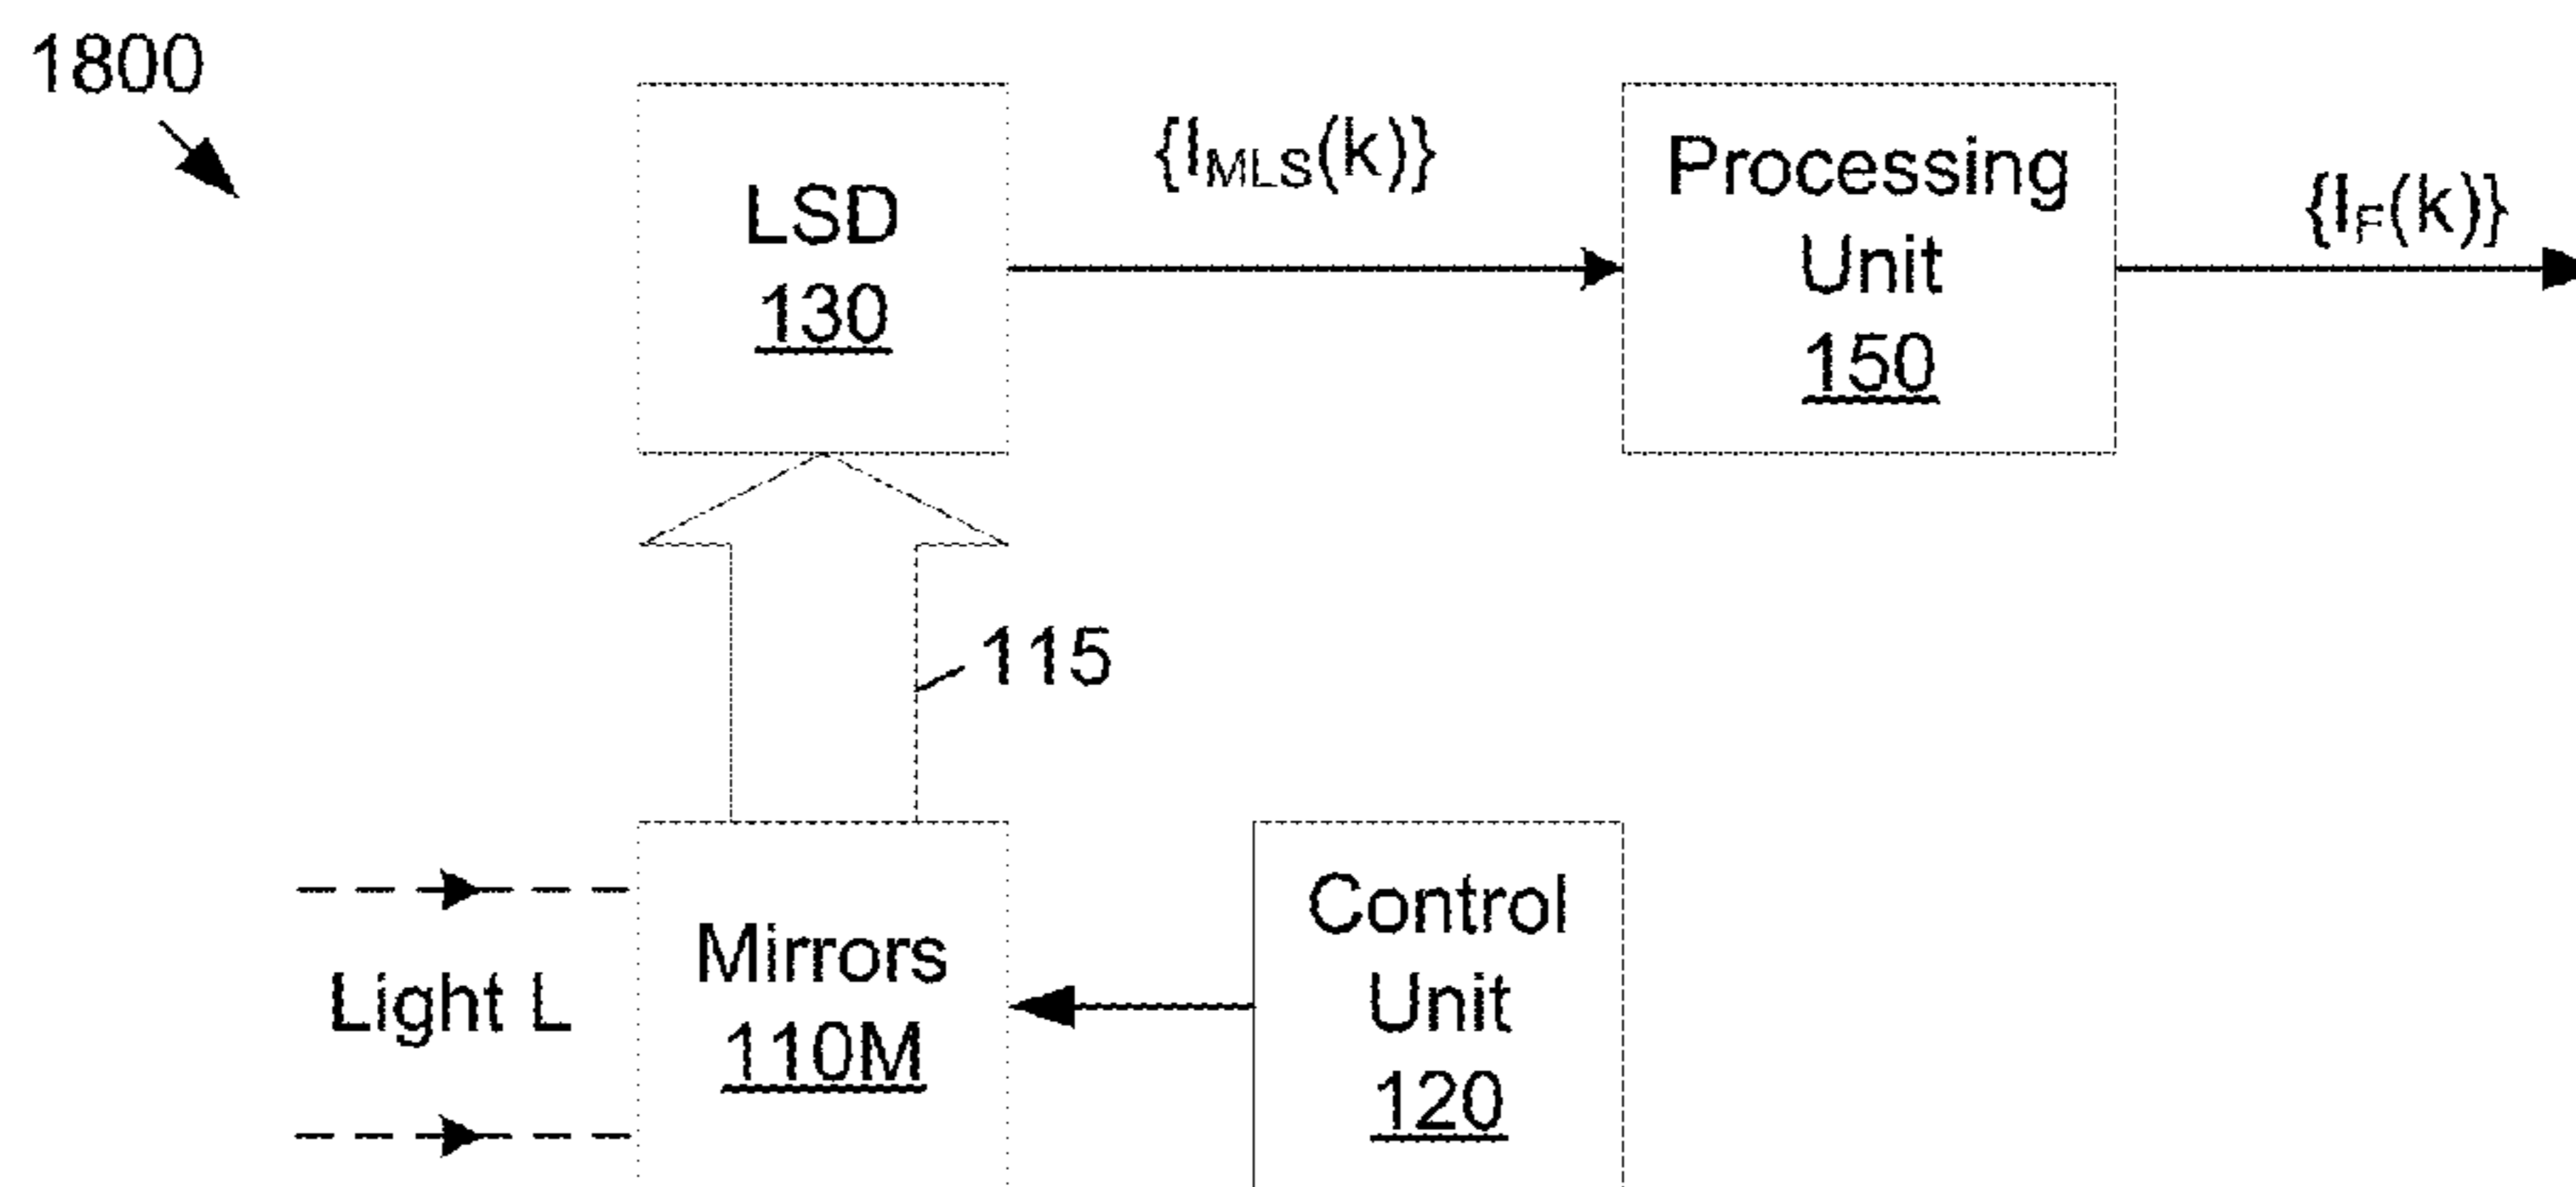 1800
LSD
130
{I_MLS(k)}
Processing
Unit
150
{I_F(k)}
115
Light L
Mirrors
110M
Control
Unit
120